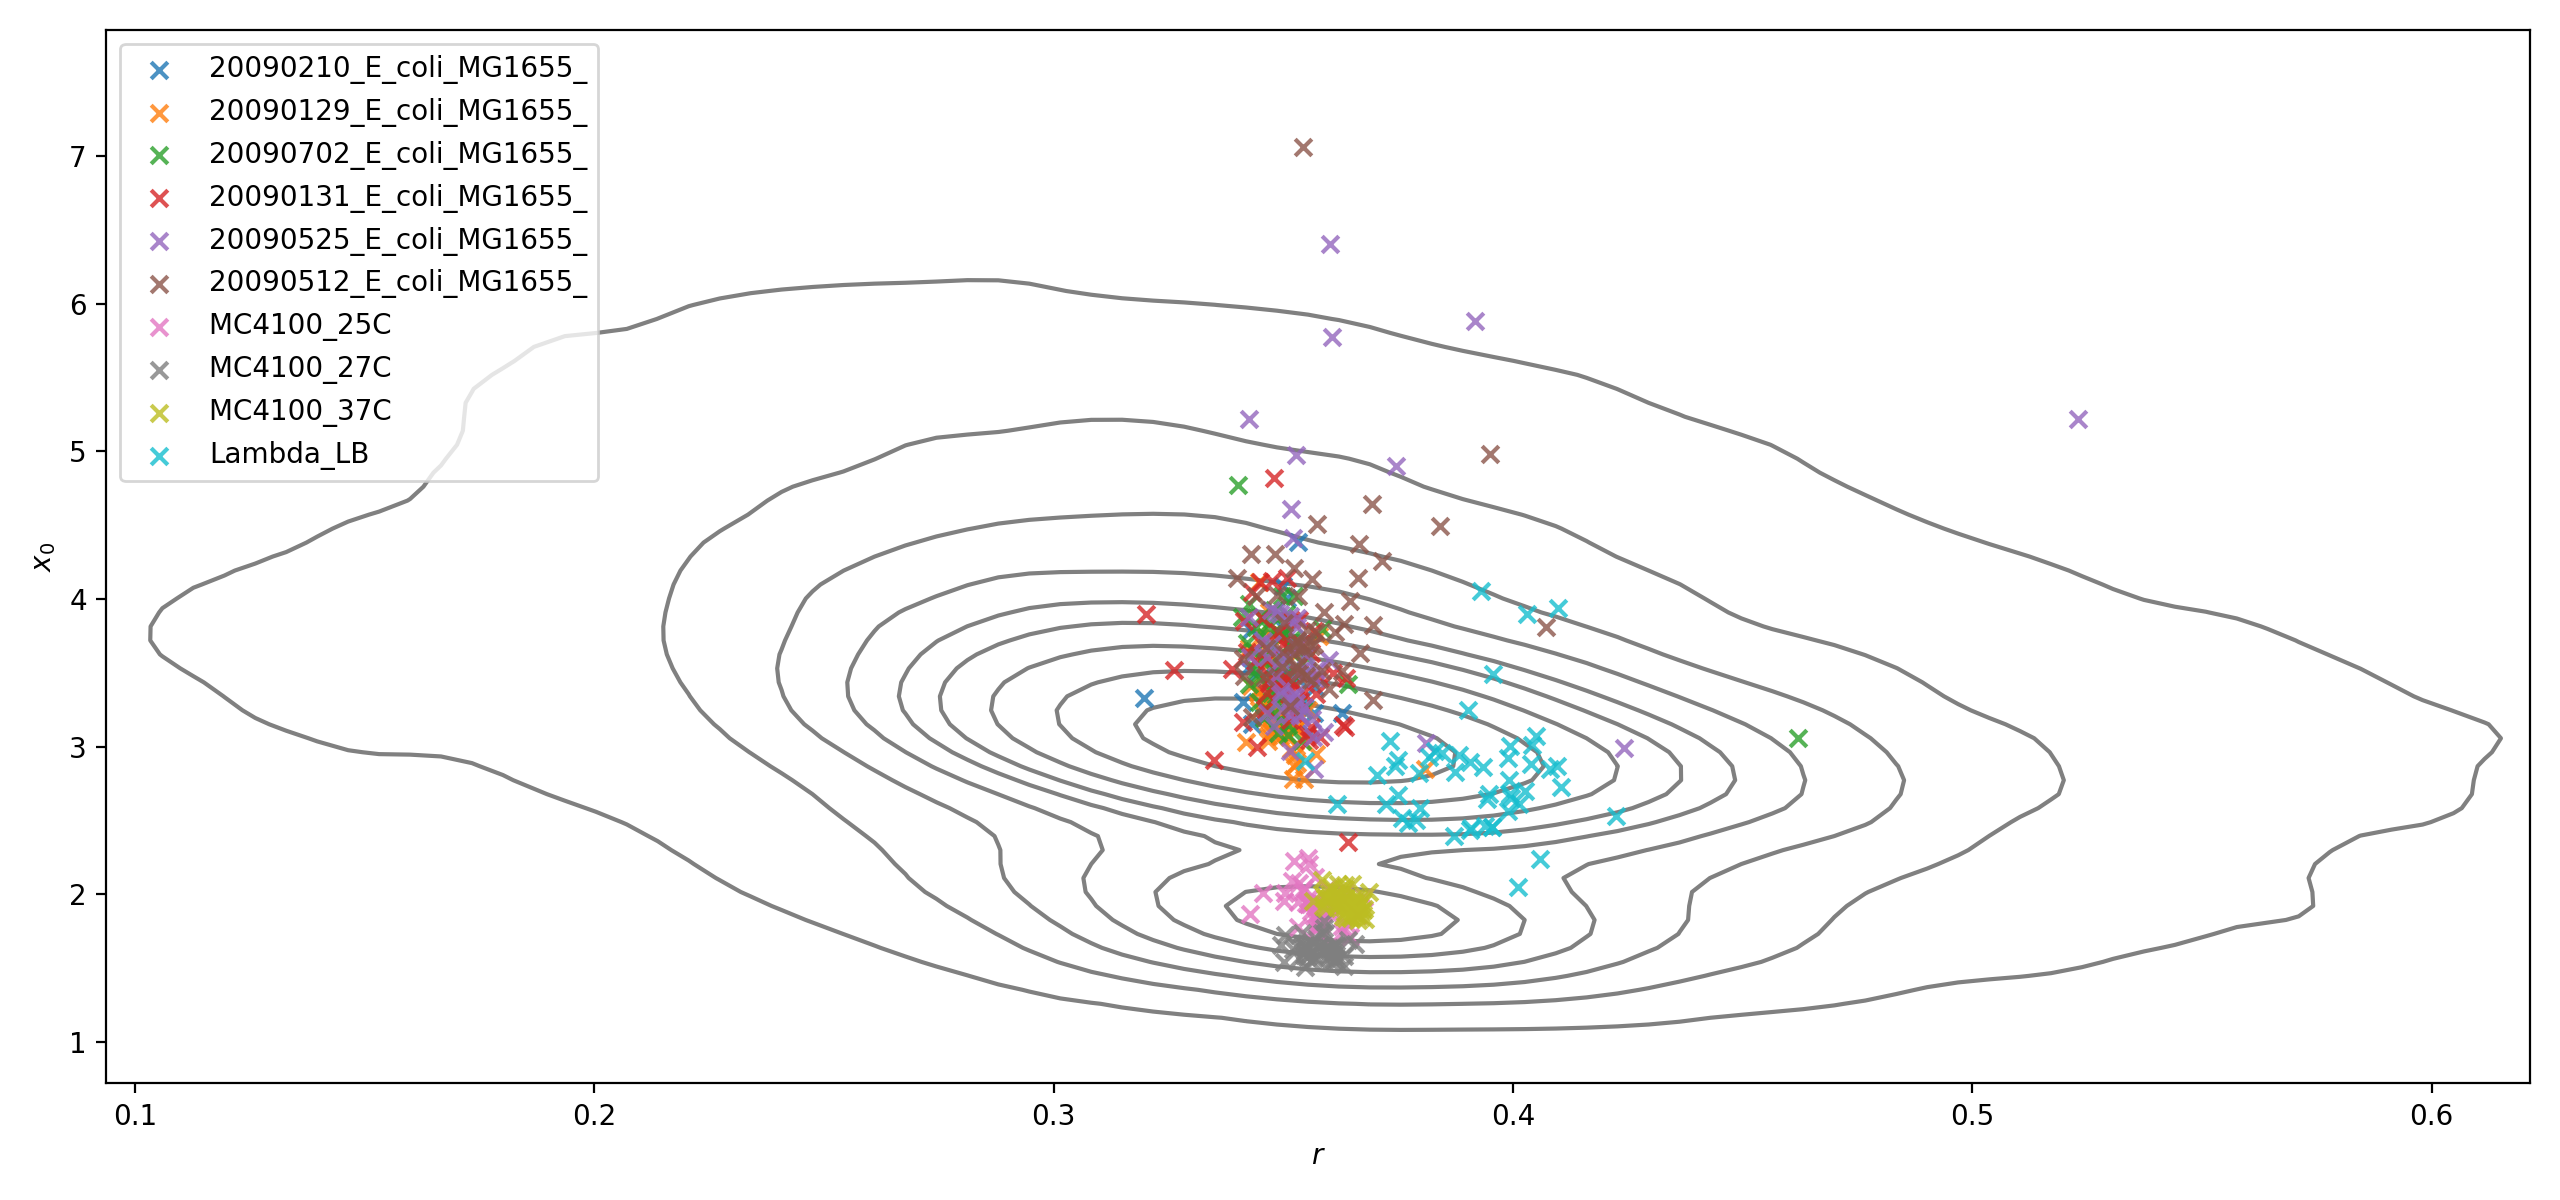 20090210_E_coli_MG1655_
20090129_E_coli_MG1655_
20090702_E_coli_MG1655_
20090131_E_coli_MG1655_
20090525_E_coli_MG1655_
20090512_E_coli_MG1655_
MC4100_25C
MC4100_27C
MC4100_37C
Lambda_LB
7
6
5
4
3
2
1
x₀
0.1 0.2 0.3 0.4 0.5 0.6
r